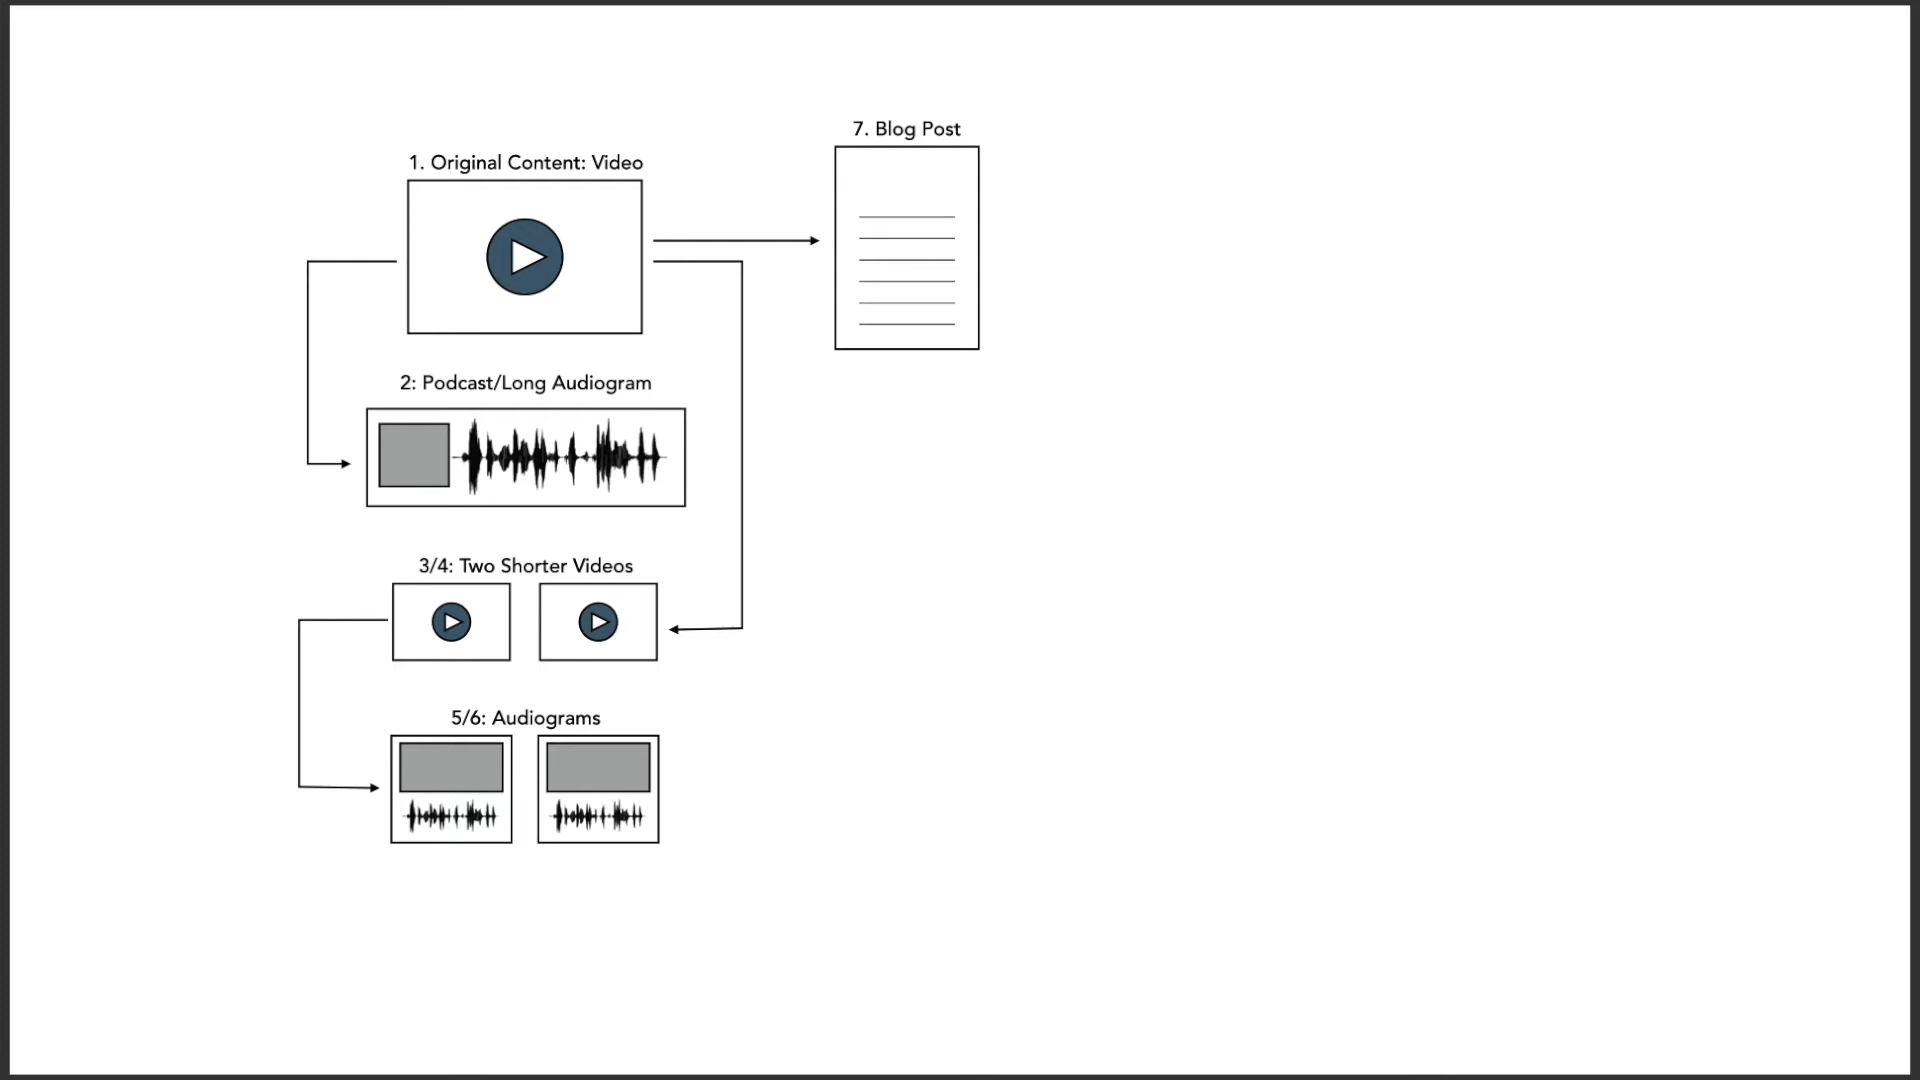 1. Original Content: Video
7. Blog Post
2: Podcast/Long Audiogram
3/4: Two Shorter Videos
5/6: Audiograms